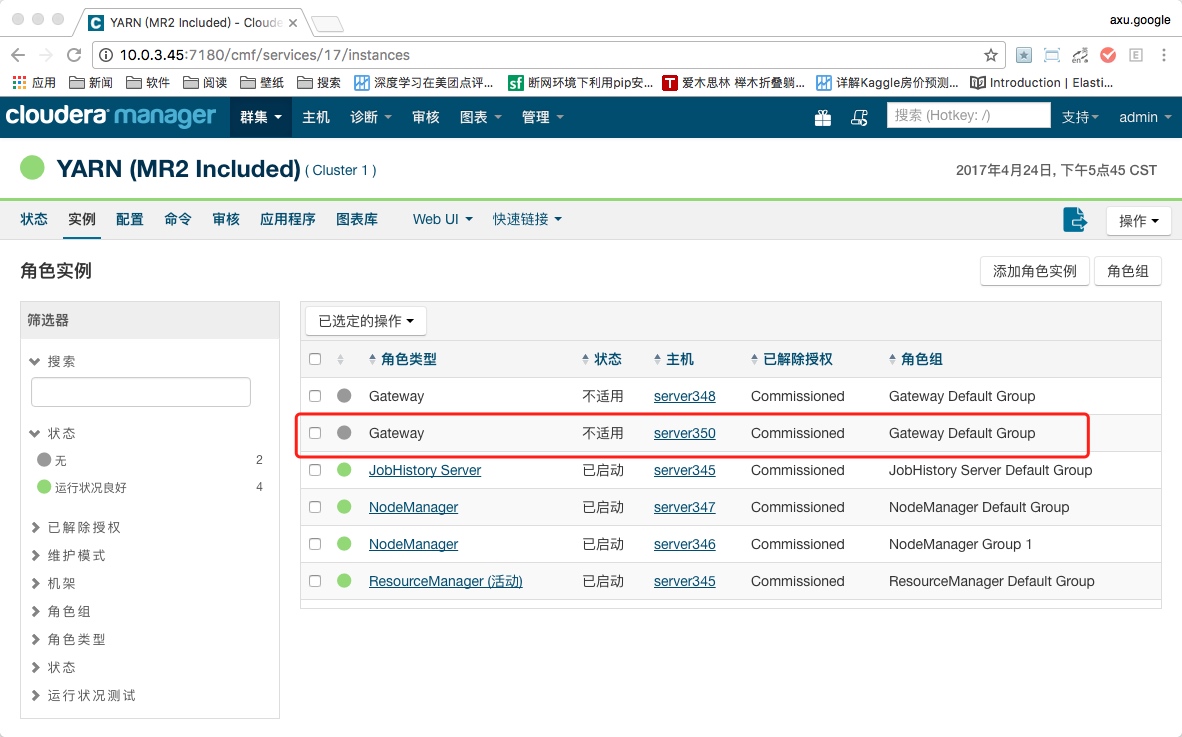 YARN (MR2 Included) - Cloude
axu.google
10.0.3.45:7180/cmf/services/17/instances
应用 新闻 软件 阅读 壁纸 搜索 深度学习在美团点评... sf 断网环境下利用pip安... T 爱木思林 榉木折叠躺... 详解Kaggle房价预测... Introduction | Elasti...
cloudera manager 群集 主机 诊断 审核 图表 管理 搜索 (Hotkey: /) 支持 admin
YARN (MR2 Included) ( Cluster 1 ) 2017年4月24日, 下午5点45 CST
状态 实例 配置 命令 审核 应用程序 图表库 Web UI 快速链接 操作
角色实例 添加角色实例 角色组
筛选器
搜索
状态
无 2
运行状况良好 4
已解除授权
维护模式
机架
角色组
角色类型
状态
运行状况测试
已选定的操作
角色类型 状态 主机 已解除授权 角色组
Gateway 不适用 server348 Commissioned Gateway Default Group
Gateway 不适用 server350 Commissioned Gateway Default Group
JobHistory Server 已启动 server345 Commissioned JobHistory Server Default Group
NodeManager 已启动 server347 Commissioned NodeManager Default Group
NodeManager 已启动 server346 Commissioned NodeManager Group 1
ResourceManager (活动) 已启动 server345 Commissioned ResourceManager Default Group